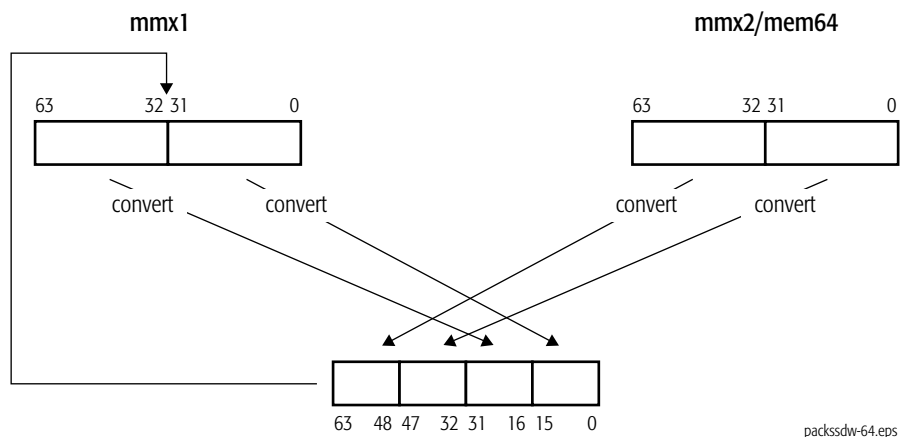 mmx1 mmx2/mem64
63 32 31 0 63 32 31 0
convert convert convert convert
63 48 47 32 31 16 15 0
packssdw-64.eps